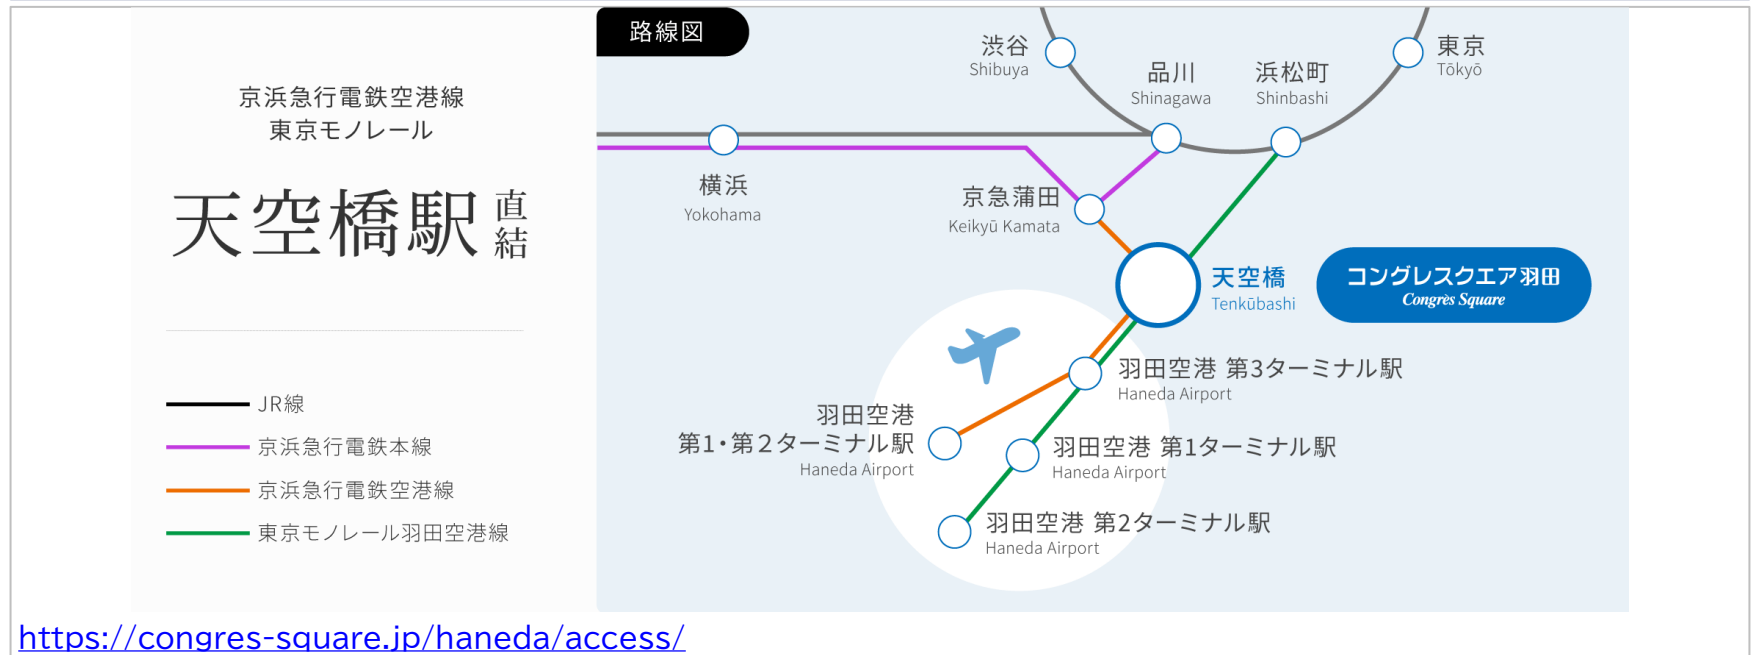 京浜急行電鉄空港線
東京モノレール
天空橋駅 直結
JR線
京浜急行電鉄本線
京浜急行電鉄空港線
東京モノレール羽田空港線
路線図
渋谷
Shibuya
品川
Shinagawa
浜松町
Shinbashi
東京
Tōkyō
横浜
Yokohama
京急蒲田
Keikyū Kamata
天空橋
Tenkūbashi
コングレスクエア羽田
Congrès Square
羽田空港 第3ターミナル駅
Haneda Airport
羽田空港
第1・第２ターミナル駅
Haneda Airport
羽田空港 第1ターミナル駅
Haneda Airport
羽田空港 第2ターミナル駅
Haneda Airport
https://congres-square.jp/haneda/access/